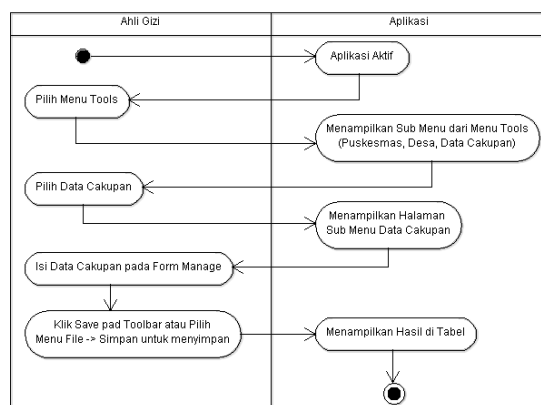 Ahli Gizi
Aplikasi
Aplikasi Aktif
Pilih Menu Tools
Menampilkan Sub Menu dari Menu Tools
(Puskesmas, Desa, Data Cakupan)
Pilih Data Cakupan
Menampilkan Halaman
Sub Menu Data Cakupan
Isi Data Cakupan pada Form Manage
Klik Save pad Toolbar atau Pilih
Menu File -> Simpan untuk menyimpan
Menampilkan Hasil di Tabel